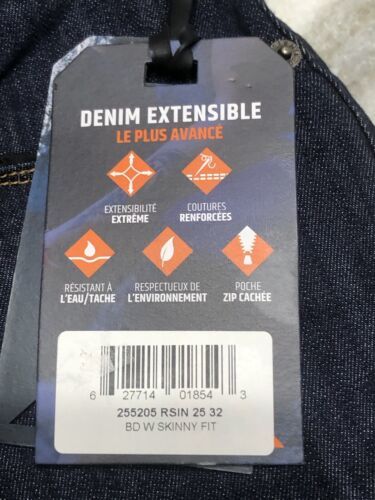 DENIM EXTENSIBLE
LE PLUS AVANCÉ
EXTENSIBILITÉ
EXTRÊME
COUTURES
RENFORCÉES
RÉSISTANT À
L'EAU/TACHE
RESPECTUEUX DE
L'ENVIRONNEMENT
POCHE
ZIP CACHÉE
6 27714 01854 3
255205 RSIN 25 32
BD W SKINNY FIT